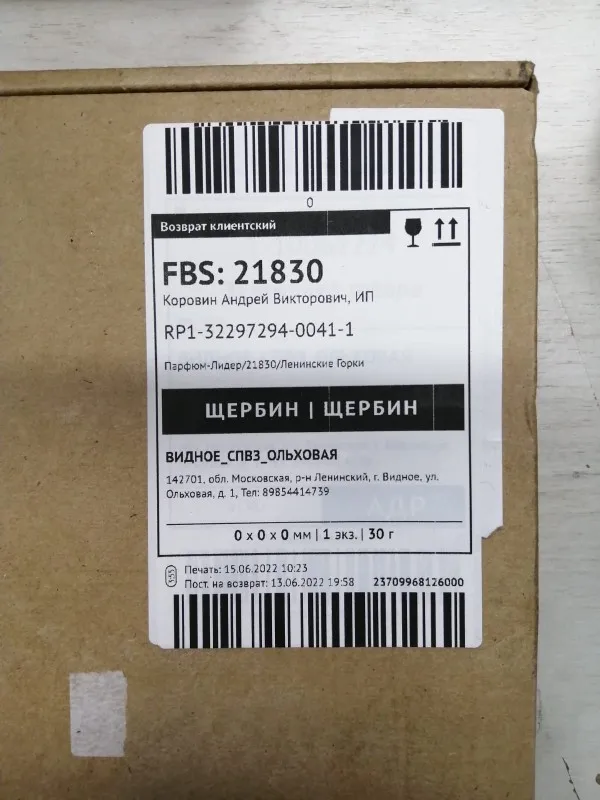 0
Возврат клиентский
FBS: 21830
Коровин Андрей Викторович, ИП
RP1-32297294-0041-1
Парфюм-Лидер/21830/Ленинские Горки
ЩЕРБИН | ЩЕРБИН
ВИДНОЕ_СПВЗ_ОЛЬХОВАЯ
142701, обл. Московская, р-н Ленинский, г. Видное, ул.
Ольховая, д. 1, Тел: 89854414739
0 x 0 x 0 мм | 1 экз. | 30 г
Печать: 15.06.2022 10:23
Пост. на возврат: 13.06.2022 19:58 23709968126000